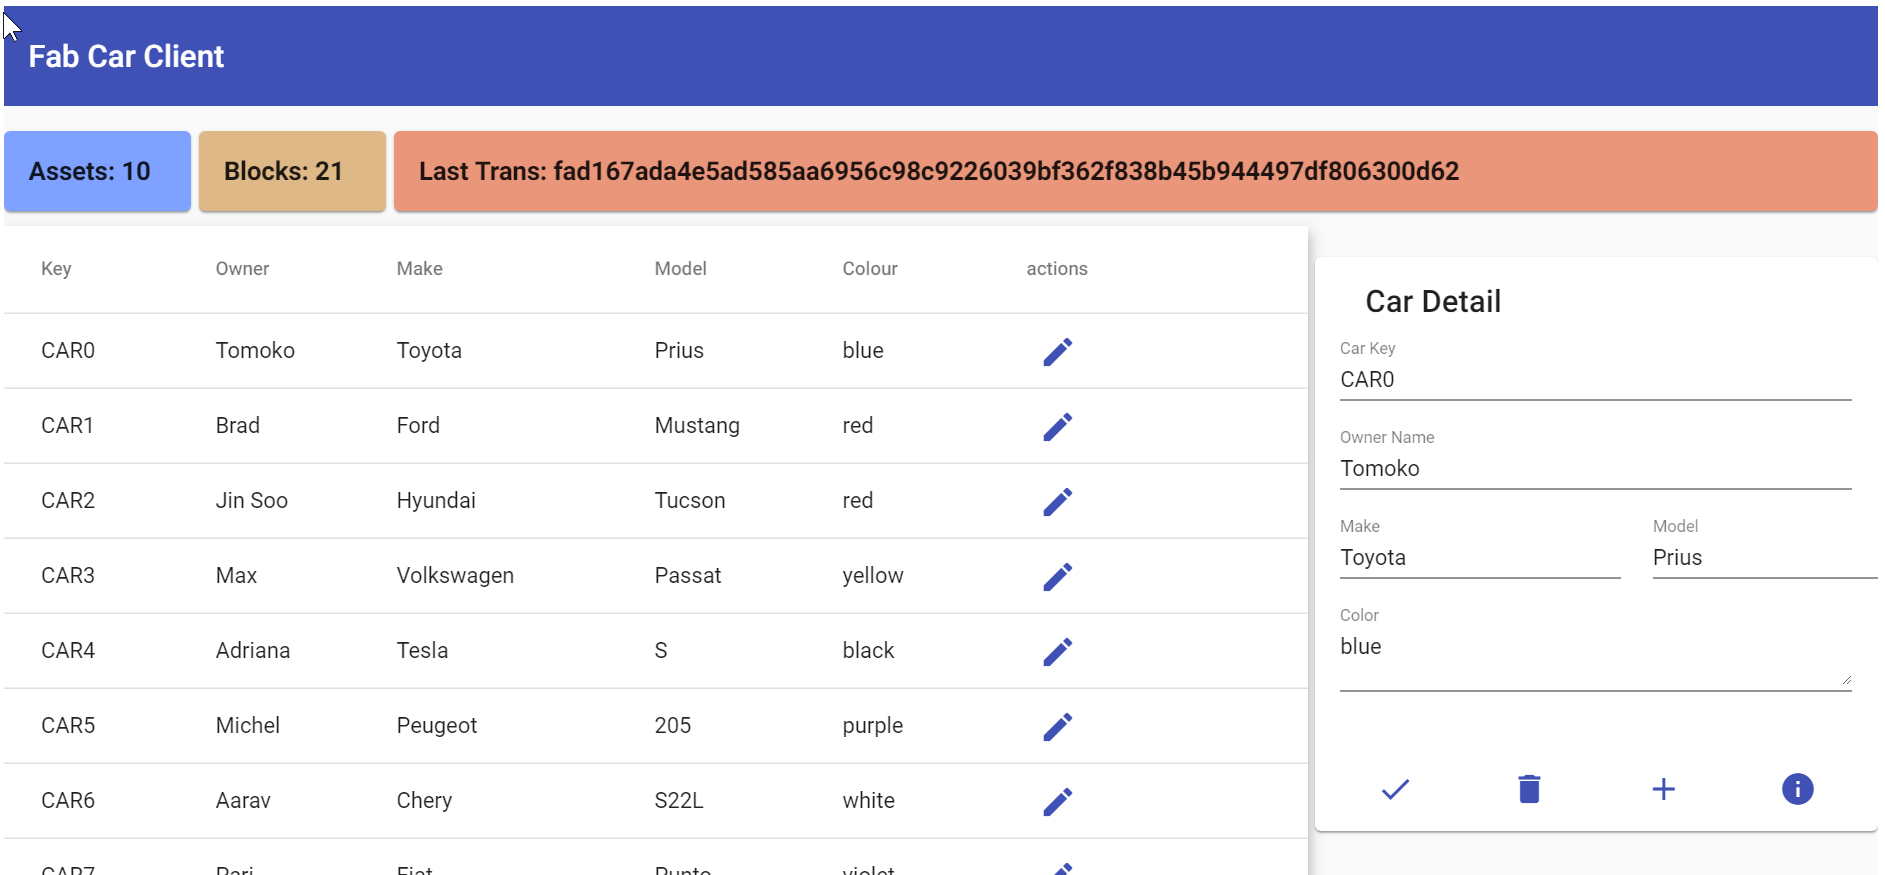 Fab Car Client
Assets: 10 Blocks: 21 Last Trans: fad167ada4e5ad585aa6956c98c9226039bf362f838b45b944497df806300d62
Key Owner Make Model Colour actions
CAR0 Tomoko Toyota Prius blue
CAR1 Brad Ford Mustang red
CAR2 Jin Soo Hyundai Tucson red
CAR3 Max Volkswagen Passat yellow
CAR4 Adriana Tesla S black
CAR5 Michel Peugeot 205 purple
CAR6 Aarav Chery S22L white
CAR7 Pari Fiat Punto violet
Car Detail
Car Key
CAR0
Owner Name
Tomoko
Make Model
Toyota Prius
Color
blue